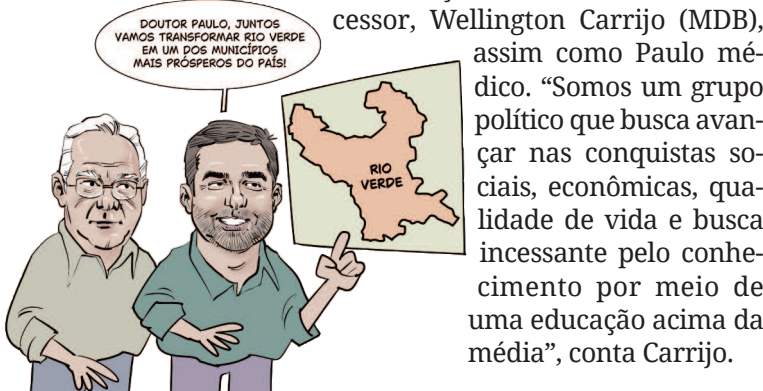 DOUTOR PAULO, JUNTOS
VAMOS TRANSFORMAR RIO VERDE
EM UM DOS MUNICÍPIOS
MAIS PRÓSPEROS DO PAÍS!
RIO
VERDE
cessor, Wellington Carrijo (MDB),
assim como Paulo mé-
dico. “Somos um grupo
político que busca avan-
çar nas conquistas so-
ciais, econômicas, qua-
lidade de vida e busca
incessante pelo conhe-
cimento por meio de
uma educação acima da
média”, conta Carrijo.